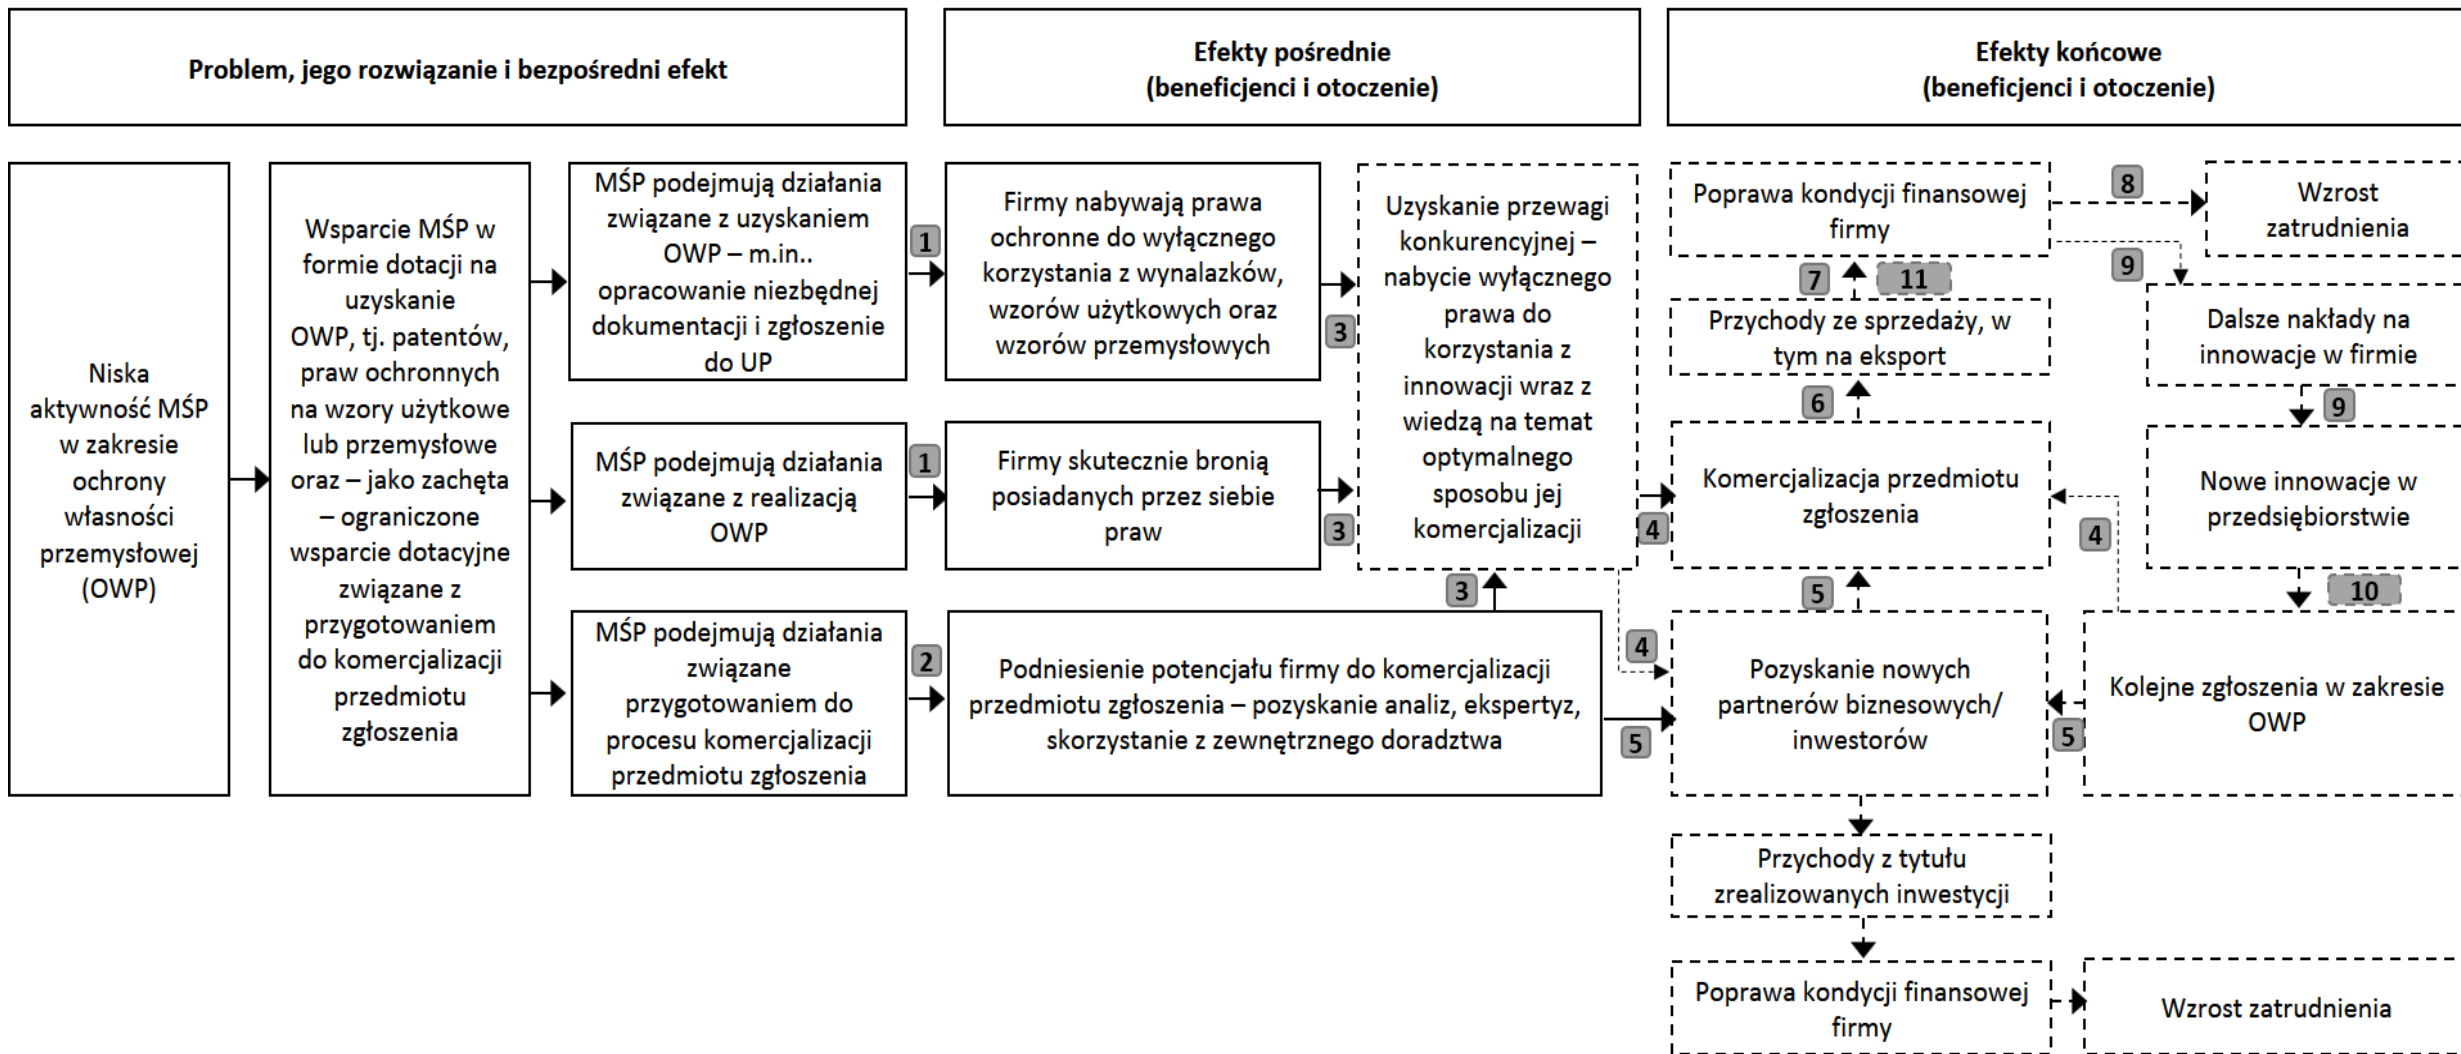 Problem, jego rozwiązanie i bezpośredni efekt
Efekty pośrednie
(beneficjenci i otoczenie)
Efekty końcowe
(beneficjenci i otoczenie)
Niska
aktywność MŚP
w zakresie
ochrony
własności
przemysłowej
(OWP)
Wsparcie MŚP w
formie dotacji na
uzyskanie
OWP, tj. patentów,
praw ochronnych
na wzory użytkowe
lub przemysłowe
oraz – jako zachęta
– ograniczone
wsparcie dotacyjne
związane z
przygotowaniem
do komercjalizacji
przedmiotu
zgłoszenia
MŚP podejmują działania
związane z uzyskaniem
OWP – m.in..
opracowanie niezbędnej
dokumentacji i zgłoszenie
do UP
MŚP podejmują działania
związane z realizacją
OWP
MŚP podejmują działania
związane
przygotowaniem do
procesu komercjalizacji
przedmiotu zgłoszenia
1
1
2
Firmy nabywają prawa
ochronne do wyłącznego
korzystania z wynalazków,
wzorów użytkowych oraz
wzorów przemysłowych
Firmy skutecznie bronią
posiadanych przez siebie
praw
Podniesienie potencjału firmy do komercjalizacji
przedmiotu zgłoszenia – pozyskanie analiz, ekspertyz,
skorzystanie z zewnętrznego doradztwa
3
3
3
Uzyskanie przewagi
konkurencyjnej –
nabycie wyłącznego
prawa do
korzystania z
innowacji wraz z
wiedzą na temat
optymalnego
sposobu jej
komercjalizacji
4
4
5
Poprawa kondycji finansowej
firmy
7
11
Przychody ze sprzedaży, w
tym na eksport
6
Komercjalizacja przedmiotu
zgłoszenia
5
Pozyskanie nowych
partnerów biznesowych/
inwestorów
Przychody z tytułu
zrealizowanych inwestycji
Poprawa kondycji finansowej
firmy
8
9
Wzrost
zatrudnienia
Dalsze nakłady na
innowacje w firmie
9
Nowe innowacje w
przedsiębiorstwie
4
10
Kolejne zgłoszenia w zakresie
OWP
5
Wzrost zatrudnienia